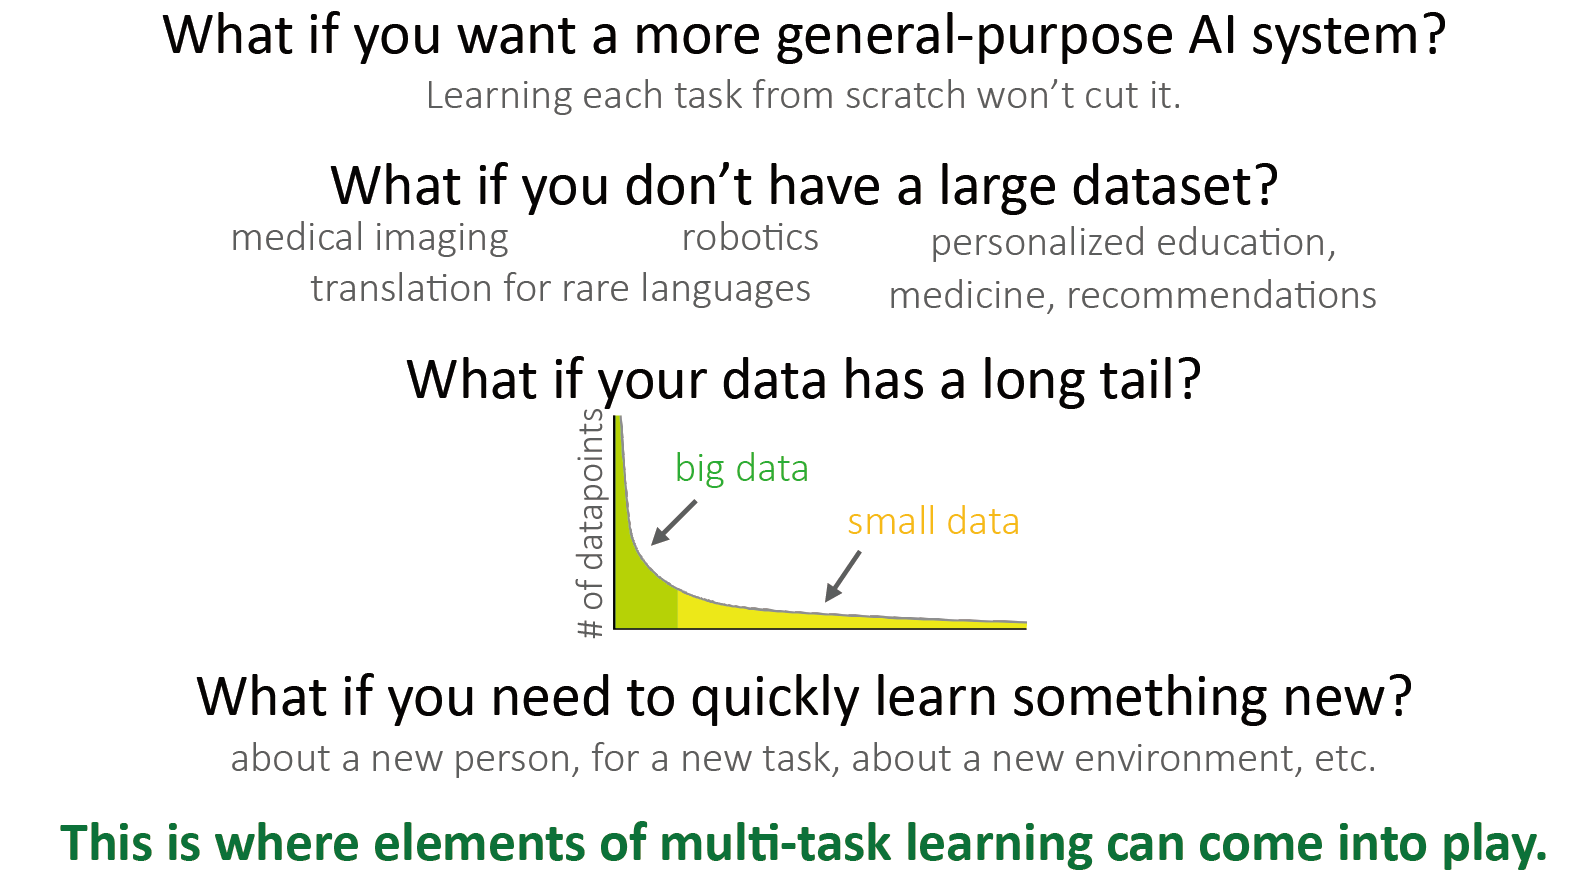 What if you want a more general-purpose AI system?
Learning each task from scratch won’t cut it.
What if you don’t have a large dataset?
medical imaging
robotics
personalized education,
translation for rare languages
medicine, recommendations
What if your data has a long tail?
# of datapoints
big data
small data
What if you need to quickly learn something new?
about a new person, for a new task, about a new environment, etc.
This is where elements of multi-task learning can come into play.